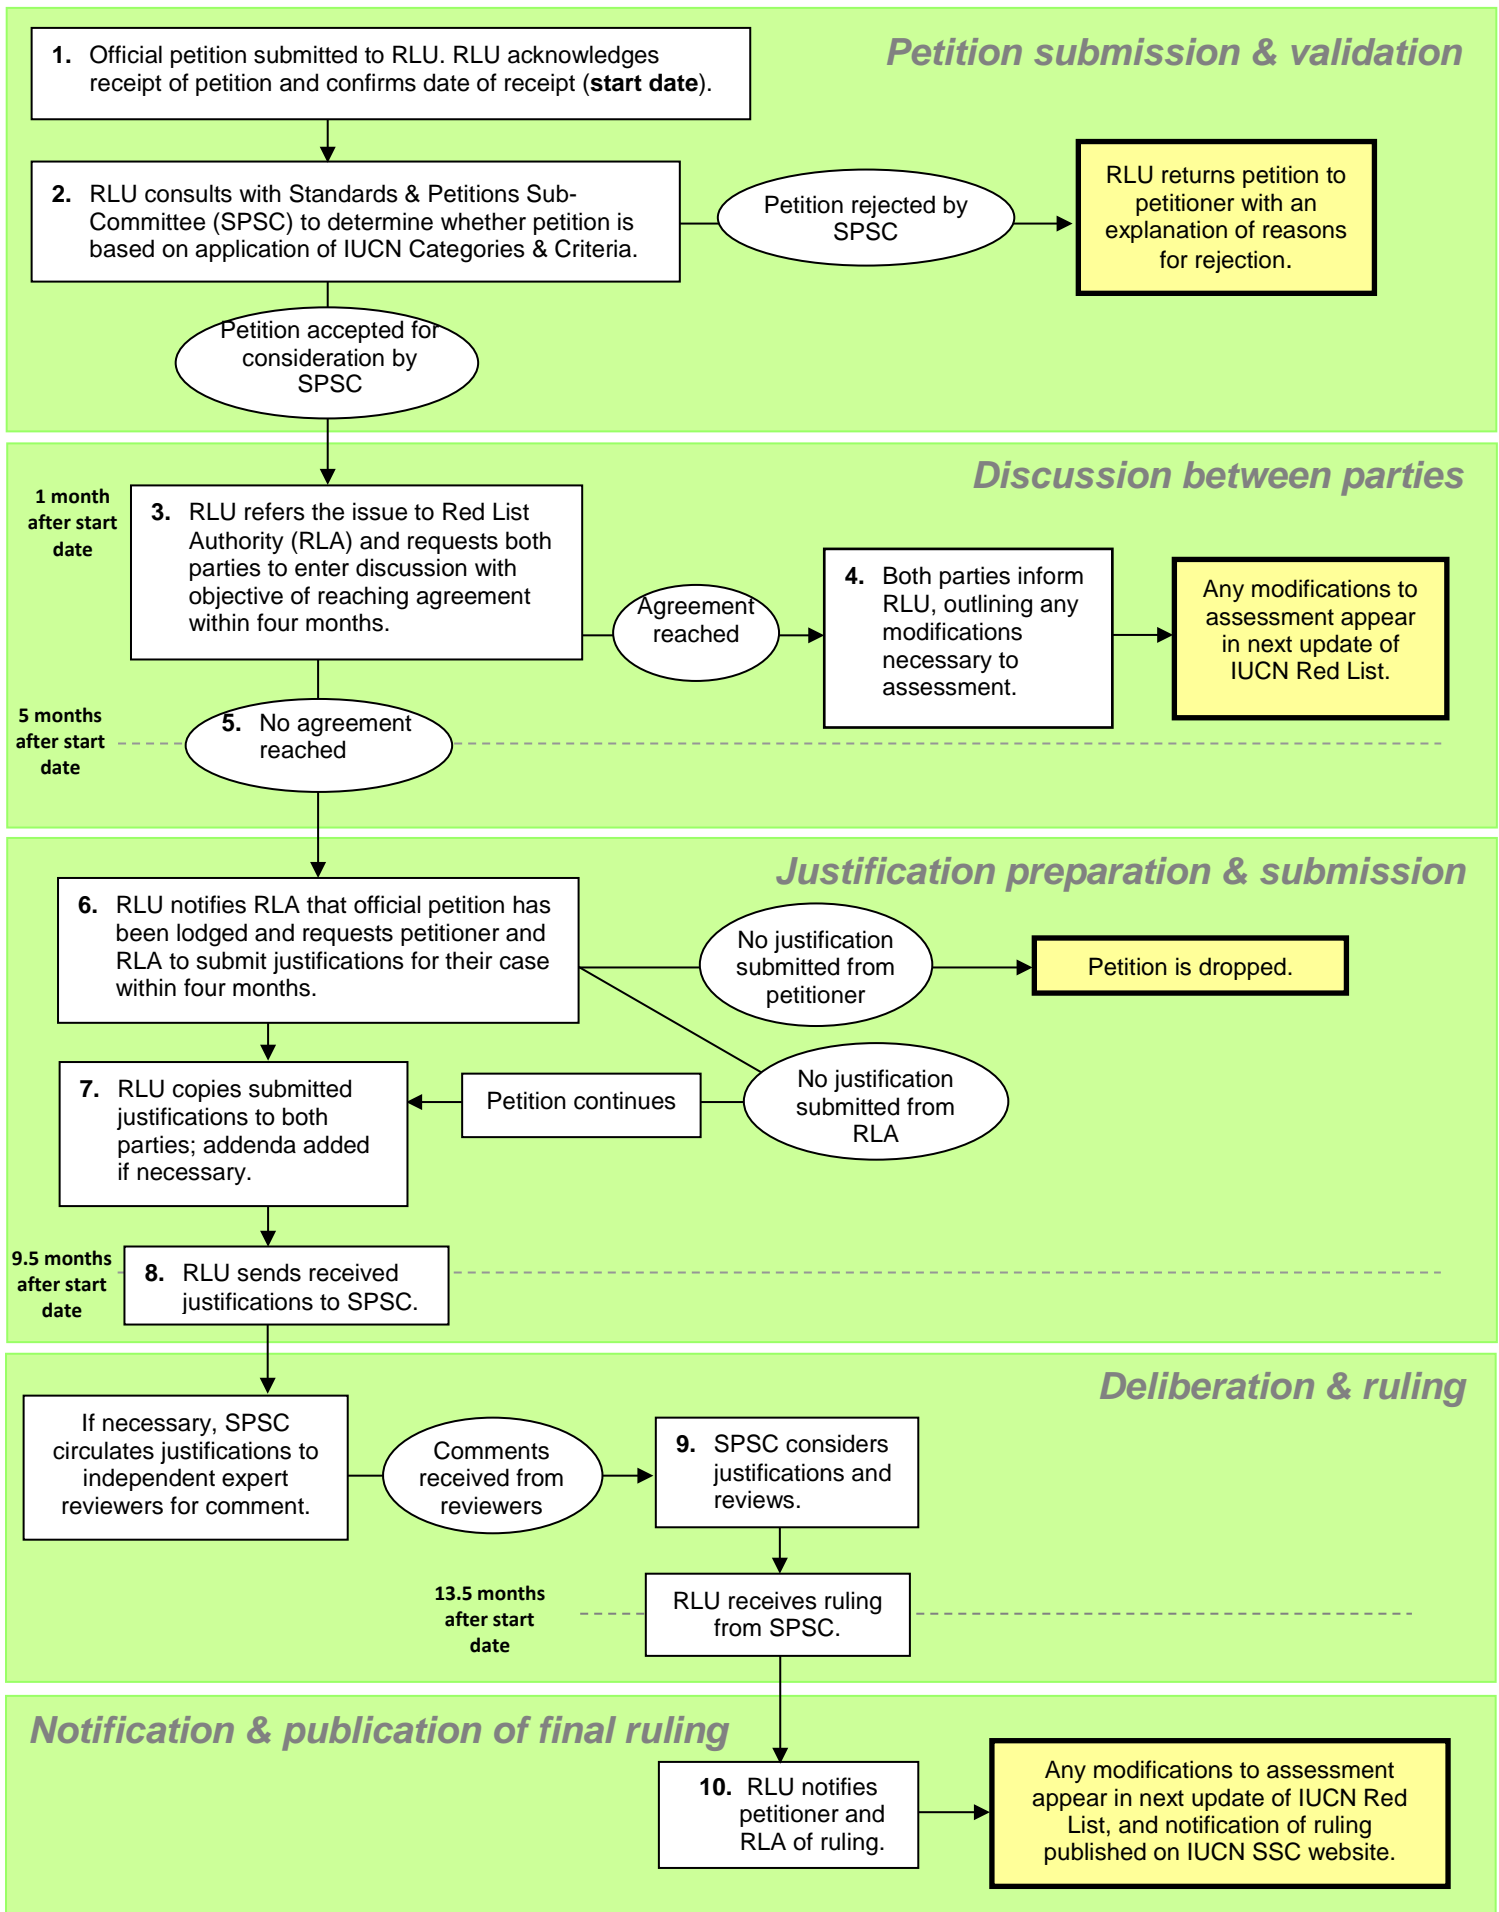 Petition submission & validation
1. Official petition submitted to RLU. RLU acknowledges
receipt of petition and confirms date of receipt (start date).
2. RLU consults with Standards & Petitions Sub-
Committee (SPSC) to determine whether petition is
based on application of IUCN Categories & Criteria.
Petition rejected by
SPSC
RLU returns petition to
petitioner with an
explanation of reasons
for rejection.
Petition accepted for
consideration by
SPSC
Discussion between parties
1 month
after start
date
3. RLU refers the issue to Red List
Authority (RLA) and requests both
parties to enter discussion with
objective of reaching agreement
within four months.
Agreement
reached
4. Both parties inform
RLU, outlining any
modifications
necessary to
assessment.
Any modifications to
assessment appear
in next update of
IUCN Red List.
5 months
after start
date
5. No agreement
reached
Justification preparation & submission
6. RLU notifies RLA that official petition has
been lodged and requests petitioner and
RLA to submit justifications for their case
within four months.
No justification
submitted from
petitioner
Petition is dropped.
7. RLU copies submitted
justifications to both
parties; addenda added
if necessary.
Petition continues
No justification
submitted from
RLA
9.5 months
after start
date
8. RLU sends received
justifications to SPSC.
Deliberation & ruling
If necessary, SPSC
circulates justifications to
independent expert
reviewers for comment.
Comments
received from
reviewers
9. SPSC considers
justifications and
reviews.
13.5 months
after start
date
RLU receives ruling
from SPSC.
Notification & publication of final ruling
10. RLU notifies
petitioner and
RLA of ruling.
Any modifications to assessment
appear in next update of IUCN Red
List, and notification of ruling
published on IUCN SSC website.